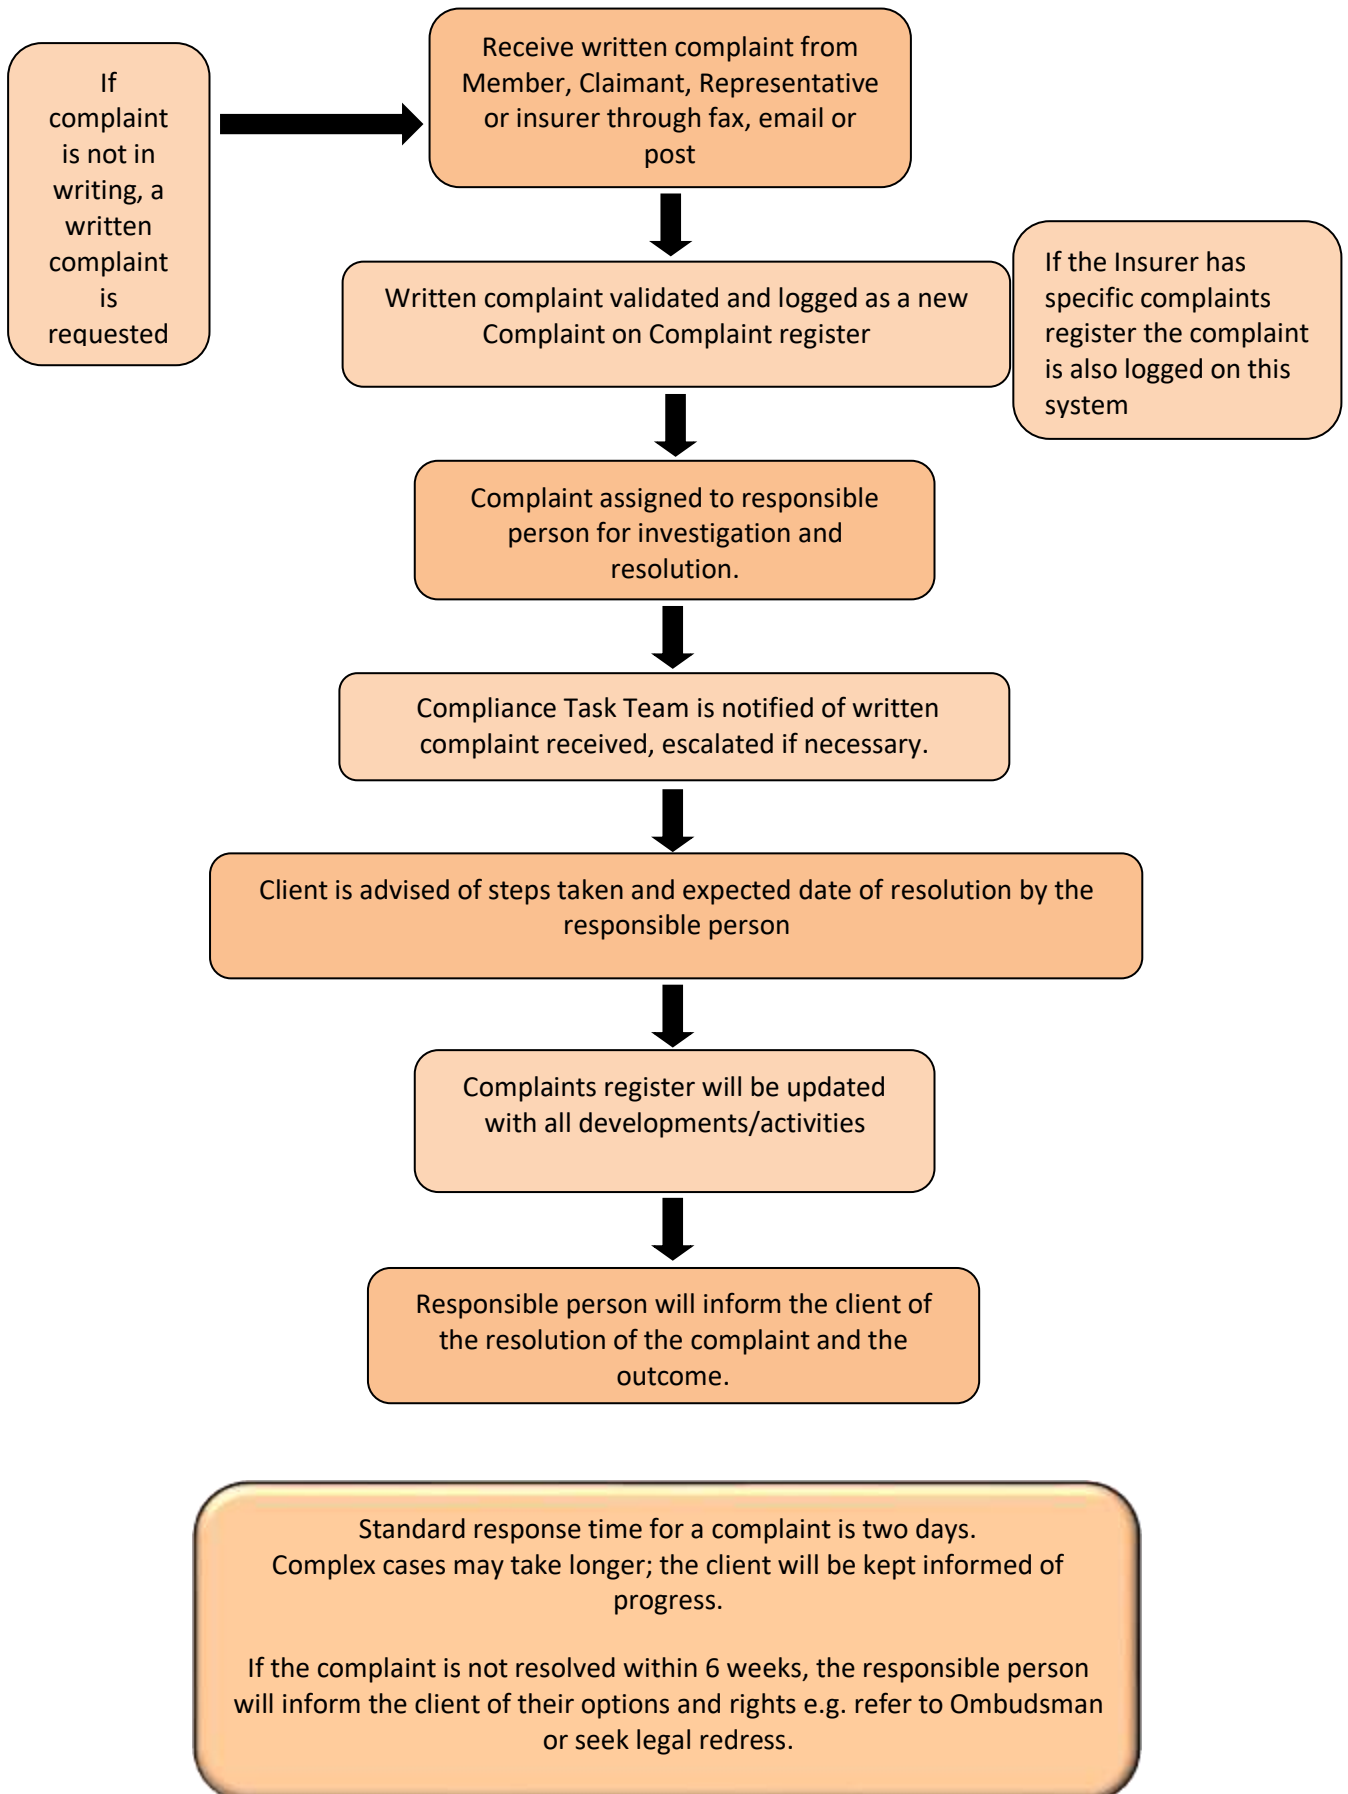 If
complaint
is not in
writing, a
written
complaint
is
requested
Receive written complaint from
Member, Claimant, Representative
or insurer through fax, email or
post
Written complaint validated and logged as a new
Complaint on Complaint register
If the Insurer has
specific complaints
register the complaint
is also logged on this
system
Complaint assigned to responsible
person for investigation and
resolution.
Compliance Task Team is notified of written
complaint received, escalated if necessary.
Client is advised of steps taken and expected date of resolution by the
responsible person
Complaints register will be updated
with all developments/activities
Responsible person will inform the client of
the resolution of the complaint and the
outcome.
Standard response time for a complaint is two days.
Complex cases may take longer; the client will be kept informed of
progress.
If the complaint is not resolved within 6 weeks, the responsible person
will inform the client of their options and rights e.g. refer to Ombudsman
or seek legal redress.